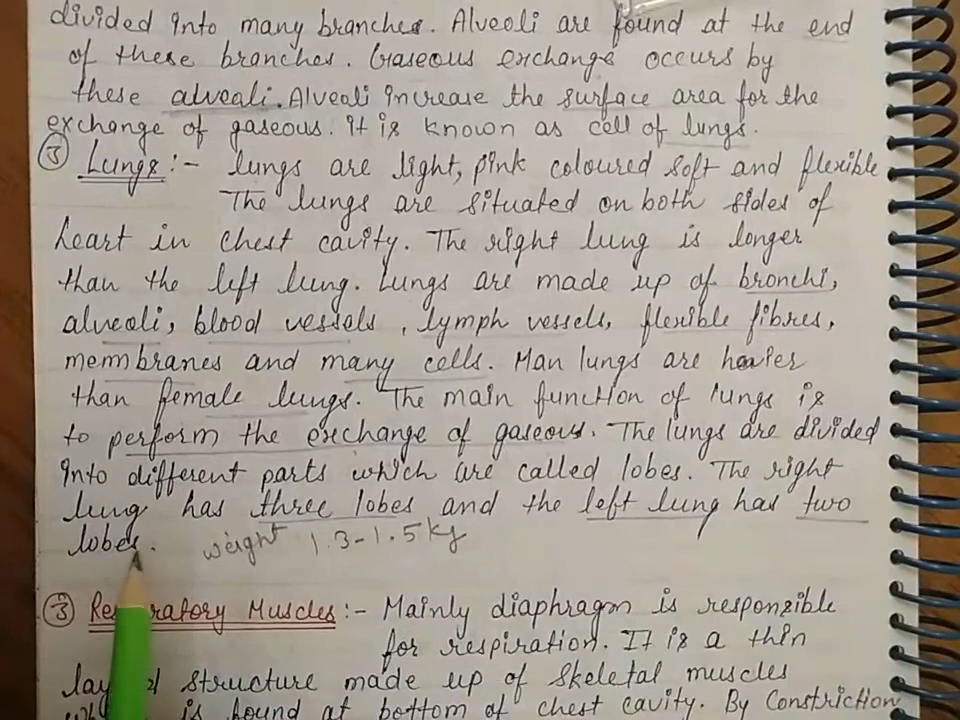 divided into many branches. Alveoli are found at the end
of these branches. Gaseous exchange occurs by
these alveoli. Alveoli increase the surface area for the
exchange of gaseous. it is known as cell of lungs.
③ Lungs :- lungs are light, pink coloured soft and flexible
The lungs are situated on both sides of
heart in chest cavity. The right lung is longer
than the left lung. Lungs are made up of bronchi,
alveoli, blood vessels, lymph vessels, flexible fibres,
membranes and many cells. Man lungs are
than female lungs. The main function of lungs is
to perform the exchange of gaseous. The lungs are divided
into different parts which are called lobes. The right
lung has three lobes and the left lung has two
lobes. weight 1.3-1.5 kg
③ Respiratory Muscles :- Mainly diaphragm is responsible
for respiration. It is a thin
structure made up of skeletal muscles
is found at bottom of chest cavity. By Constriction